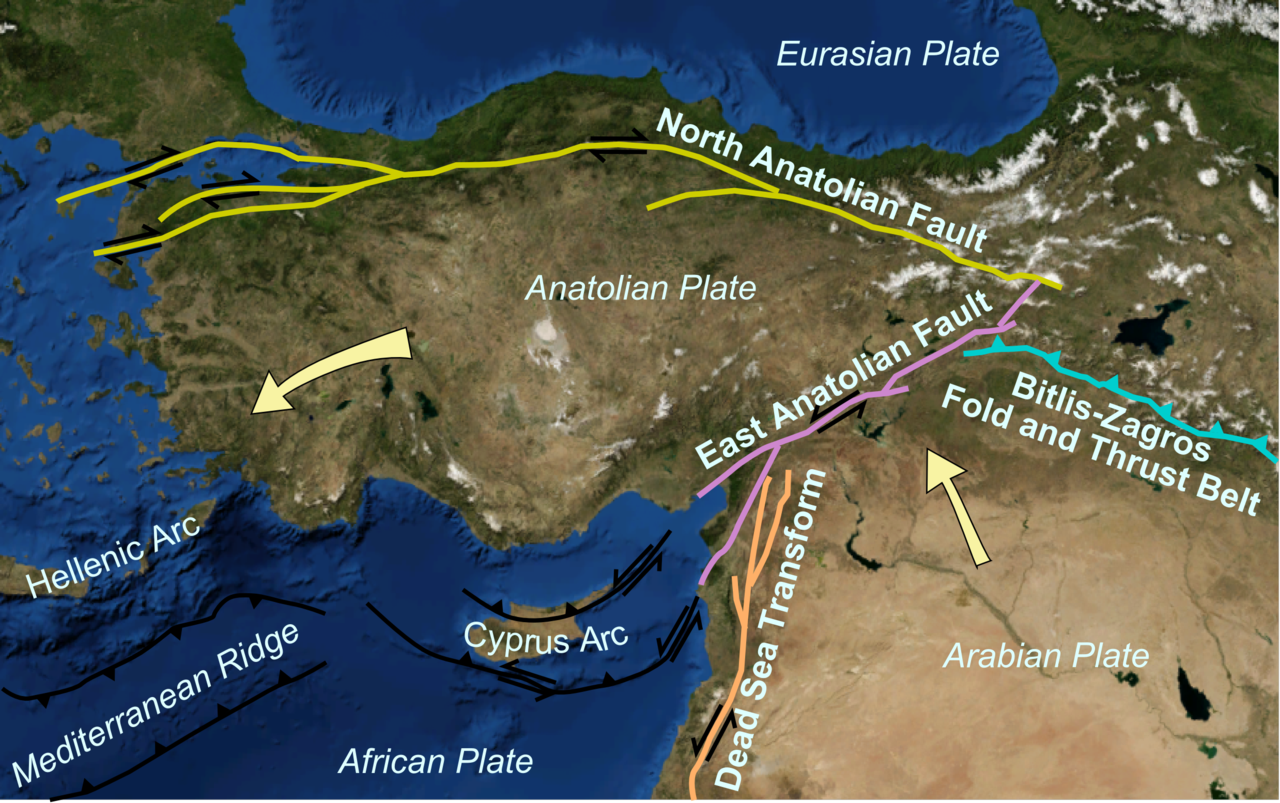 Eurasian Plate
North Anatolian Fault
Anatolian Plate
East Anatolian Fault
Bitlis-Zagros
Fold and Thrust Belt
Hellenic Arc
Cyprus Arc
Mediterranean Ridge
Dead Sea Transform
Arabian Plate
African Plate